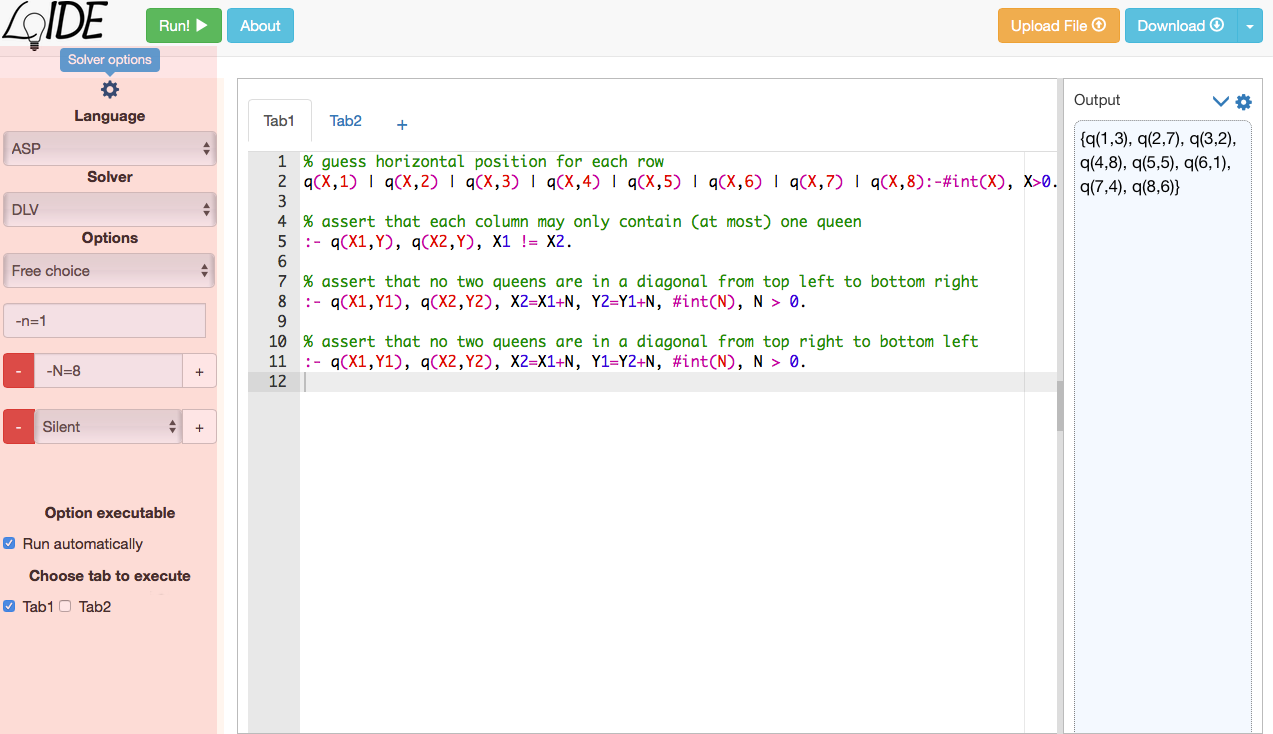 LOIDE
Run!
About
Upload File
Download
Solver options
Language
ASP
Solver
DLV
Options
Free choice
-n=1
-
-N=8
+
-
Silent
+
Option executable
Run automatically
Choose tab to execute
Tab1 Tab2
Tab1
Tab2
+
1 % guess horizontal position for each row
2 q(X,1) | q(X,2) | q(X,3) | q(X,4) | q(X,5) | q(X,6) | q(X,7) | q(X,8):-#int(X), X>0.
3
4 % assert that each column may only contain (at most) one queen
5 :- q(X1,Y), q(X2,Y), X1 != X2.
6
7 % assert that no two queens are in a diagonal from top left to bottom right
8 :- q(X1,Y1), q(X2,Y2), X2=X1+N, Y2=Y1+N, #int(N), N > 0.
9
10 % assert that no two queens are in a diagonal from top right to bottom left
11 :- q(X1,Y1), q(X2,Y2), X2=X1+N, Y1=Y2+N, #int(N), N > 0.
12
Output
{q(1,3), q(2,7), q(3,2),
q(4,8), q(5,5), q(6,1),
q(7,4), q(8,6)}